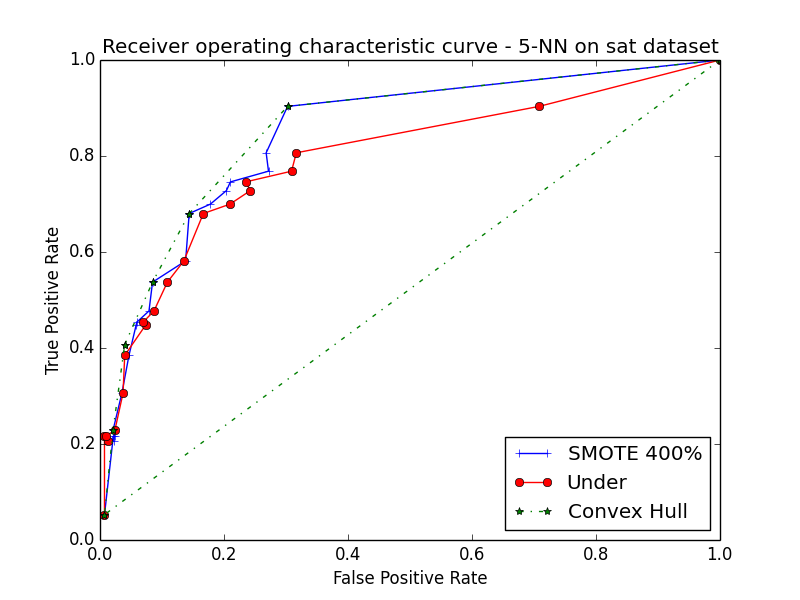 Receiver operating characteristic curve - 5-NN on sat dataset
1.0
0.8
0.6
0.4
0.2
0.0
True Positive Rate
0.0 0.2 0.4 0.6 0.8 1.0
False Positive Rate
SMOTE 400%
Under
Convex Hull